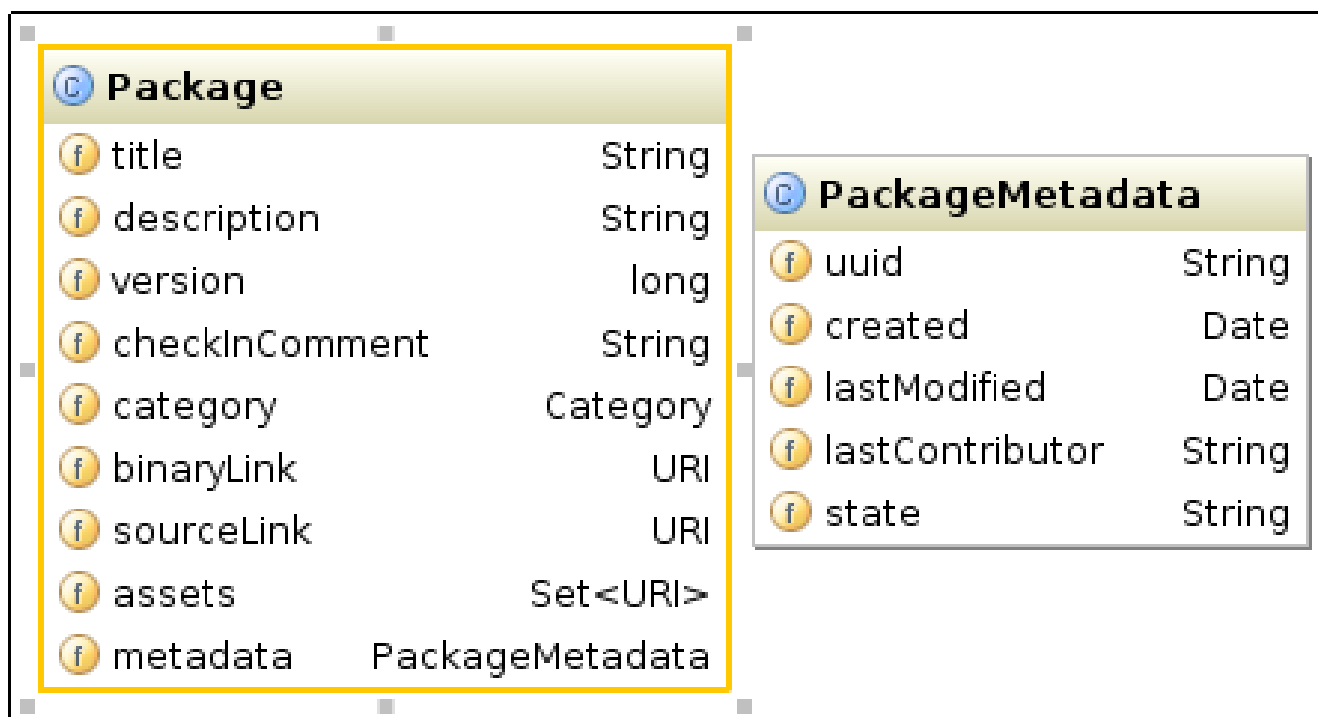 C Package
f title String
f description String
f version long
f checkInComment String
f category Category
f binaryLink URI
f sourceLink URI
f assets Set<URI>
f metadata PackageMetadata
C PackageMetadata
f uuid String
f created Date
f lastModified Date
f lastContributor String
f state String